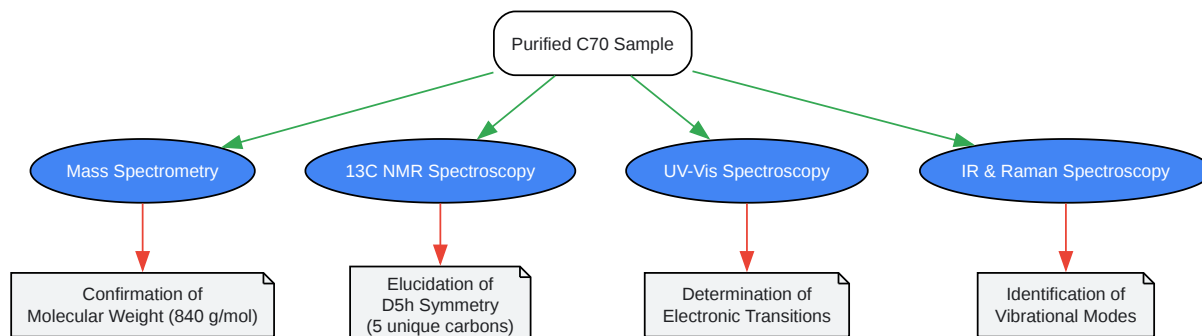 Purified C70 Sample
Mass Spectrometry
13C NMR Spectroscopy
UV-Vis Spectroscopy
IR & Raman Spectroscopy
Confirmation of
Molecular Weight (840 g/mol)
Elucidation of
D5h Symmetry
(5 unique carbons)
Determination of
Electronic Transitions
Identification of
Vibrational Modes